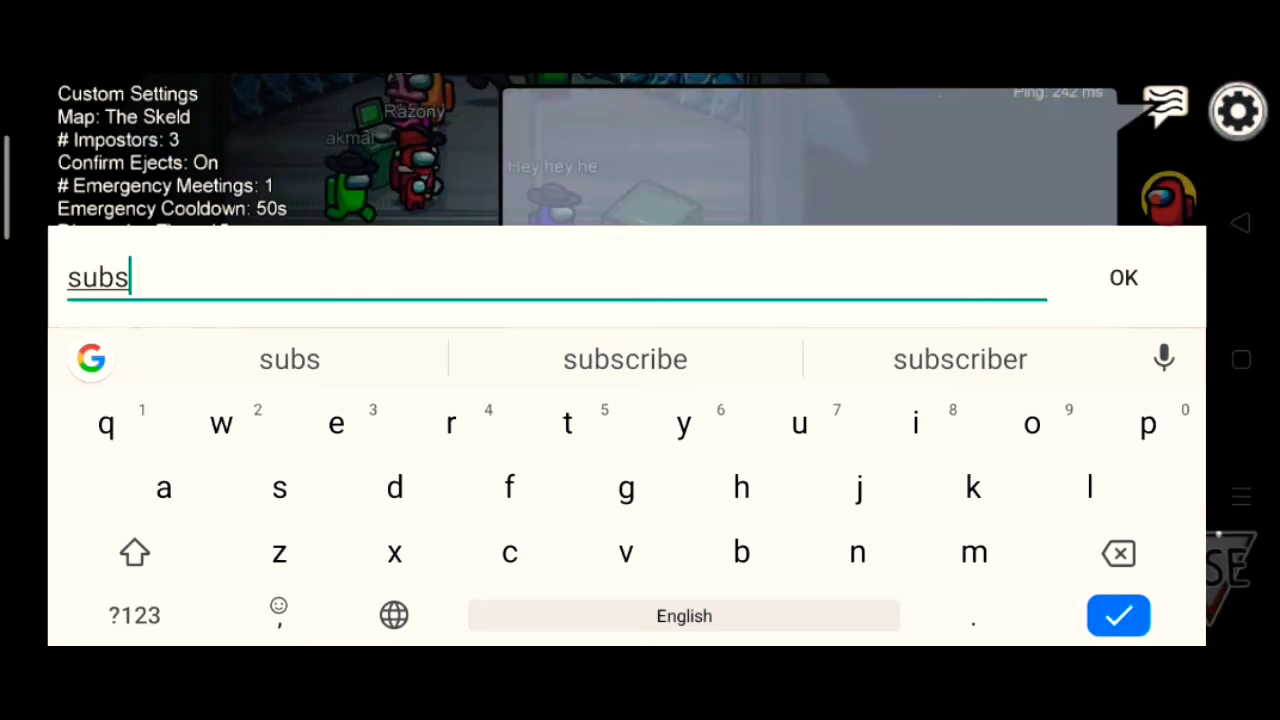 Custom Settings
Map: The Skeld
# Impostors: 3
Confirm Ejects: On
# Emergency Meetings: 1
Emergency Cooldown: 50s
Razony
akmal
Hey hey he
Ping: 242 ms
subs
OK
subs subscribe subscriber
q 1 w 2 e 3 r 4 t 5 y 6 u 7 i 8 o 9 p 0
a s d f g h j k l
z x c v b n m
?123 , English .